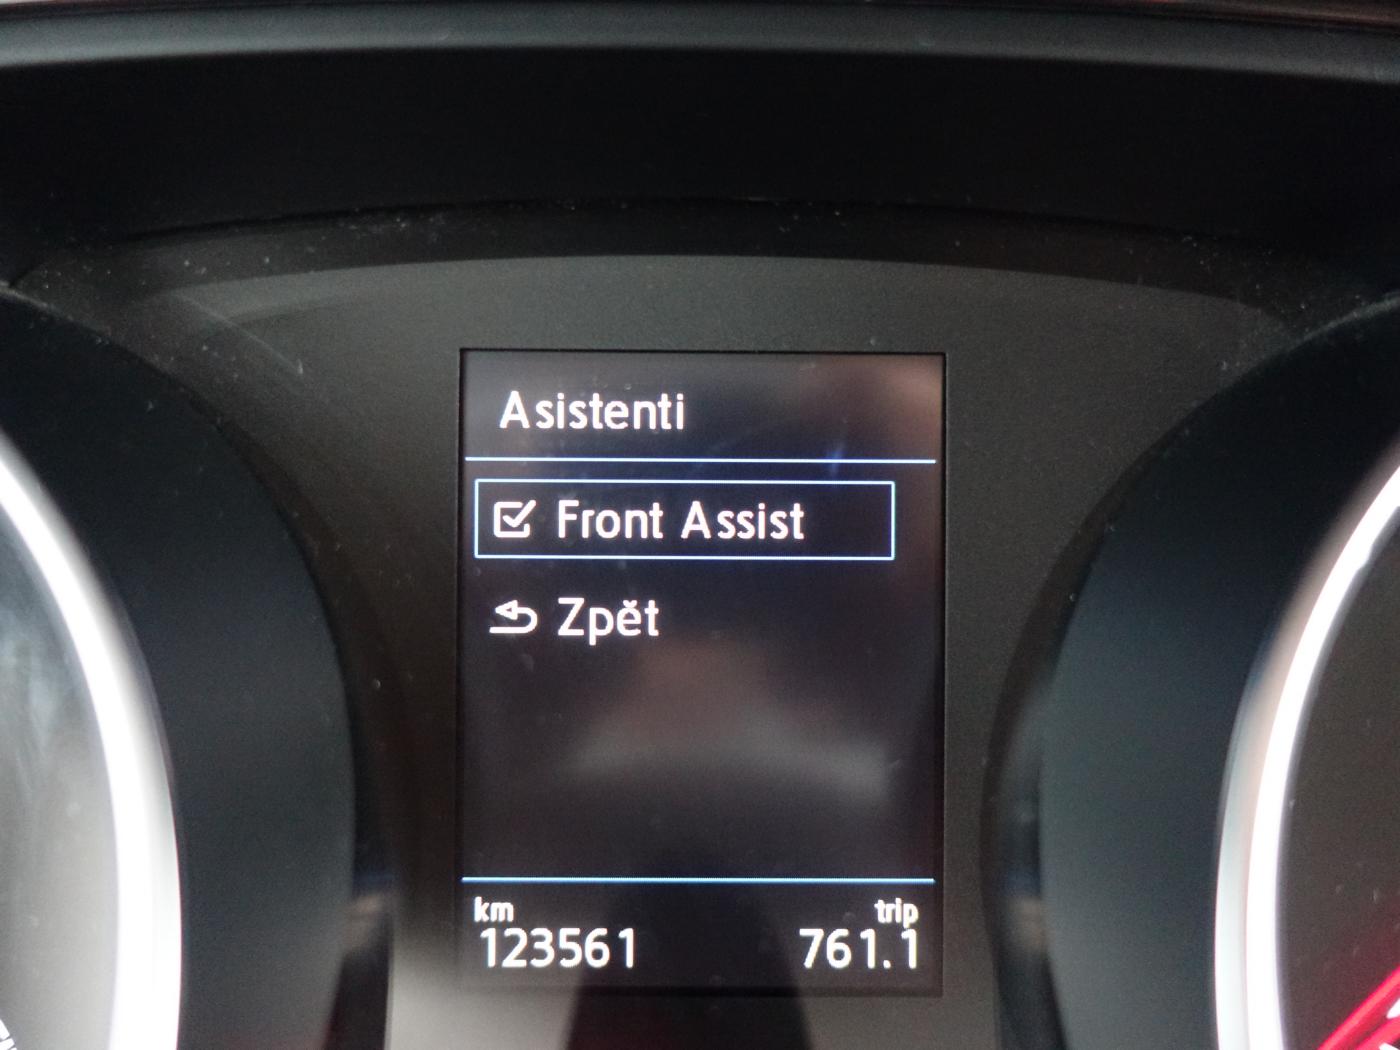 Asistenti
Front Assist
Zpět
km trip
123561 761.1